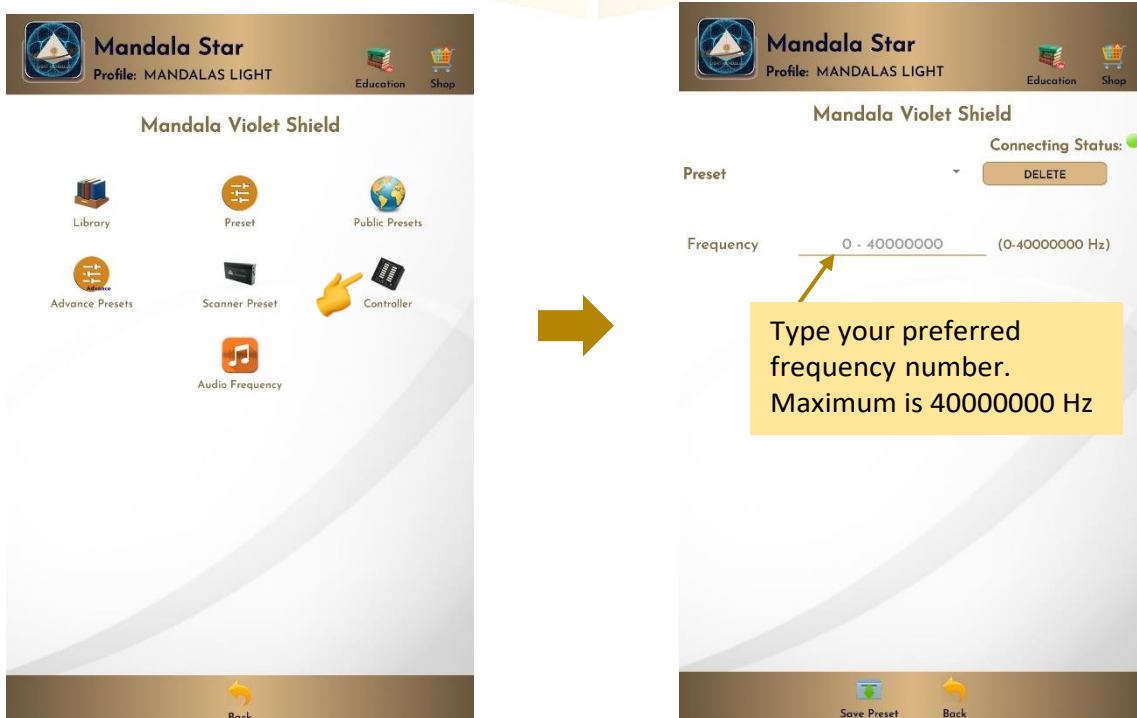 Mandala Star
Profile: MANDALAS LIGHT
Education
Shop
Mandala Violet Shield
Library
Preset
Public Presets
Advance
Advance Presets
Scanner Preset
Controller
Audio Frequency
Back
Mandala Star
Profile: MANDALAS LIGHT
Education
Shop
Mandala Violet Shield
Connecting Status:
Preset
DELETE
Frequency
0 - 40000000
(0-40000000 Hz)
Type your preferred
frequency number.
Maximum is 40000000 Hz
Save Preset
Back